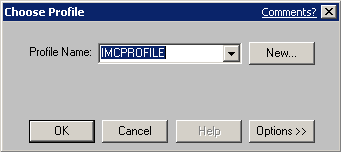 Choose Profile Comments?
Profile Name: IMCPROFILE New...
OK Cancel Help Options >>